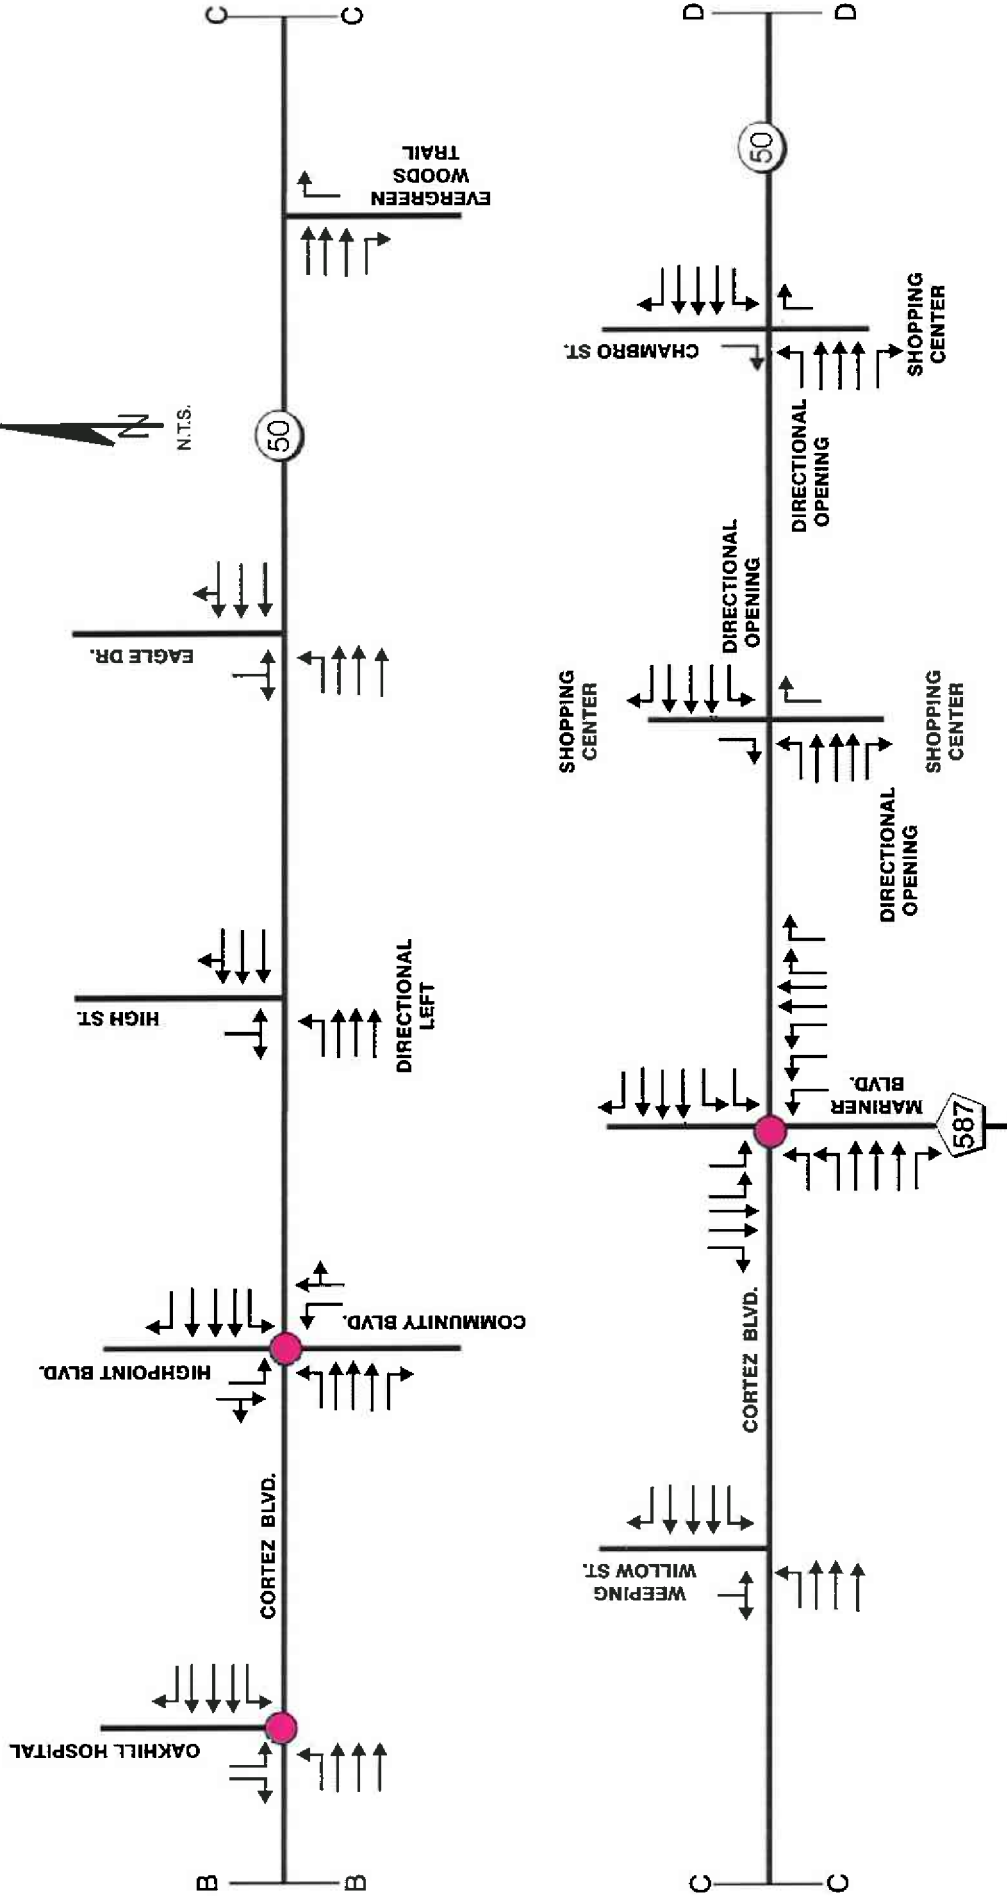 B
B
OAKHILL HOSPITAL
CORTEZ BLVD.
HIGHPOINT BLVD.
COMMUNITY BLVD.
HIGH ST.
DIRECTIONAL
LEFT
EAGLE DR.
50
N
N.T.S.
EVERGREEN
WOODS
TRAIL
C
C
C
C
WEEPING
WILLOW ST.
CORTEZ BLVD.
MARINER
BLVD.
587
DIRECTIONAL
OPENING
SHOPPING
CENTER
SHOPPING
CENTER
DIRECTIONAL
OPENING
DIRECTIONAL
OPENING
CHAMBRO ST.
SHOPPING
CENTER
50
D
D